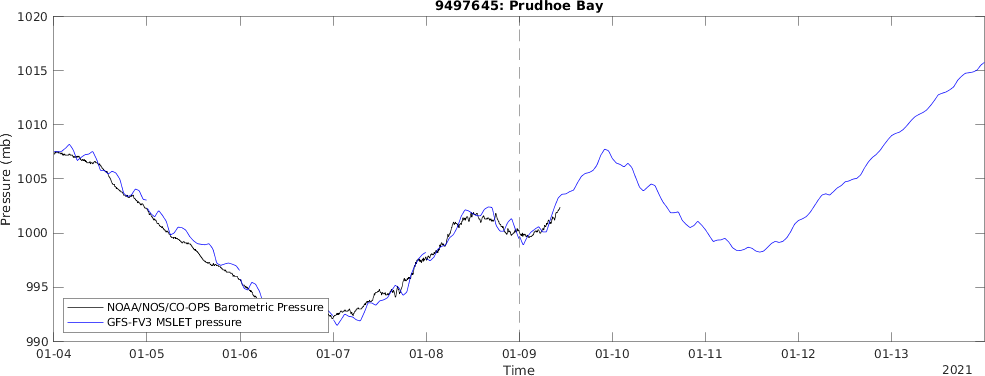 9497645: Prudhoe Bay
1020
1015
1010
1005
1000
995
990
Pressure (mb)
NOAA/NOS/CO-OPS Barometric Pressure
GFS-FV3 MSLET pressure
01-04 01-05 01-06 01-07 01-08 01-09 01-10 01-11 01-12 01-13
Time
2021